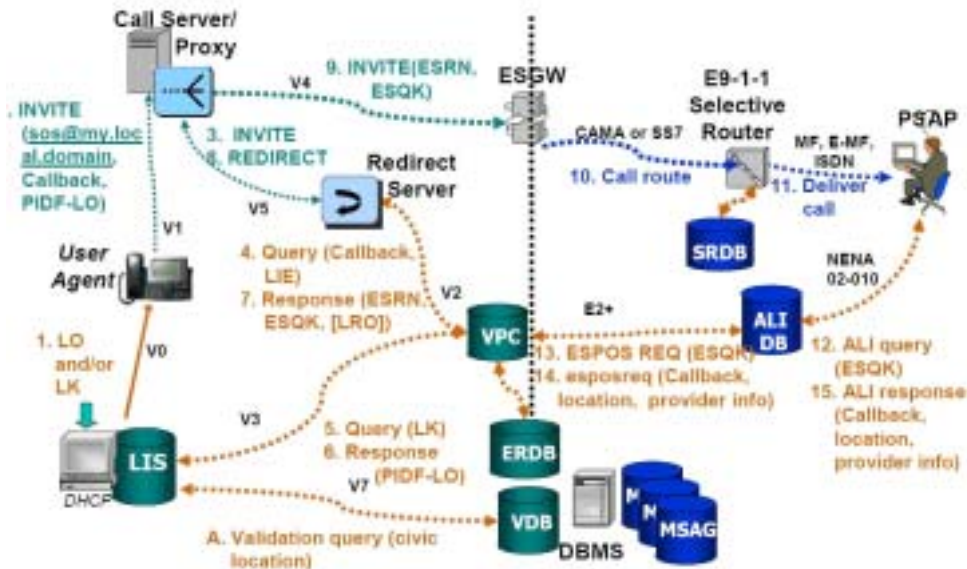 Call Server/
Proxy
. INVITE
(sos@my.loc
al.domain,
Callback,
PIDF-LO)
V4
9. INVITE(ESRN,
ESQK)
ESGW
E9-1-1
Selective
Router
PSAP
CAMA or SS7
MF, E-MF,
ISDN
10. Call route
11. Deliver
call
3. INVITE
8. REDIRECT
Redirect
Server
V5
V1
User
Agent
4. Query (Callback,
LIE)
7. Response (ESRN,
ESQK, [LRO])
V2
SRDB
NENA
02-010
VPC
E2+
ALI
DB
1. LO
and/or
LK
V0
13. ESPOS REQ (ESQK)
14. esposreq (Callback,
location, provider info)
12. ALI query
(ESQK)
15. ALI response
(Callback,
location,
provider info)
V3
5. Query (LK)
6. Response
(PIDF-LO)
LIS
DHCP
ERDB
V7
VDB
DBMS
M
M
MSAG
A. Validation query (civic
location)